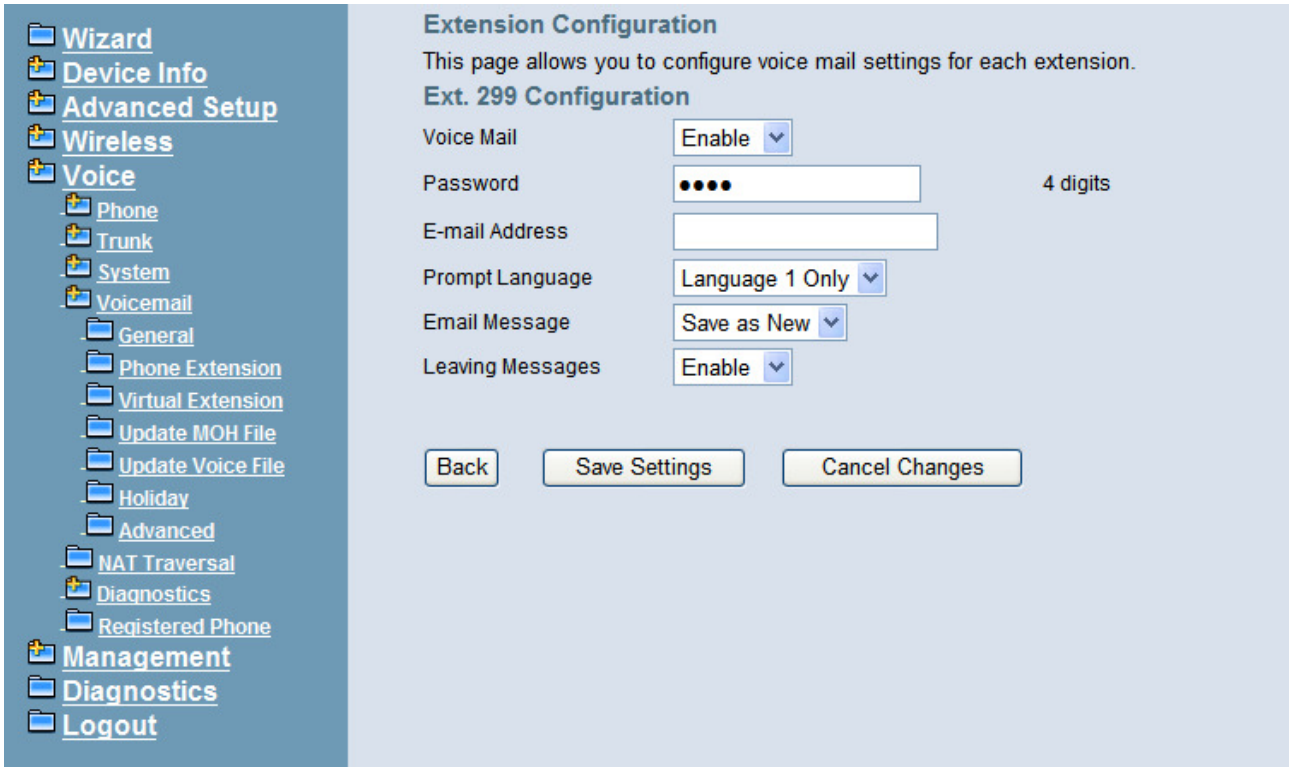 Wizard
Device Info
Advanced Setup
Wireless
Voice
Phone
Trunk
System
Voicemail
General
Phone Extension
Virtual Extension
Update MOH File
Update Voice File
Holiday
Advanced
NAT Traversal
Diagnostics
Registered Phone
Management
Diagnostics
Logout
Extension Configuration
This page allows you to configure voice mail settings for each extension.
Ext. 299 Configuration
Voice Mail Enable
Password •••• 4 digits
E-mail Address
Prompt Language Language 1 Only
Email Message Save as New
Leaving Messages Enable
Back Save Settings Cancel Changes